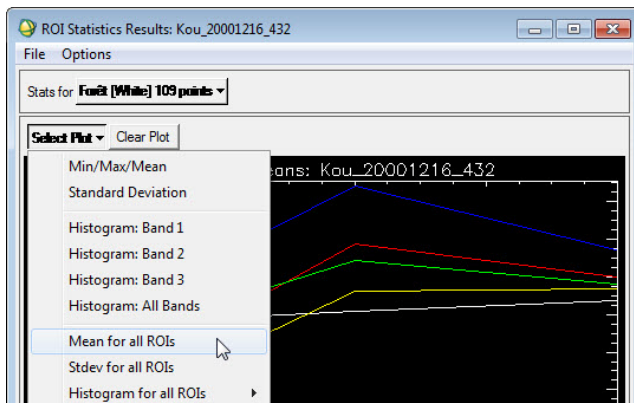 ROI Statistics Results: Kou_20001216_432
File Options
Stats for Forêt [White] 109 points
Select Plot Clear Plot
Min/Max/Mean
Standard Deviation
Histogram: Band 1
Histogram: Band 2
Histogram: Band 3
Histogram: All Bands
Mean for all ROIs
Stdev for all ROIs
Histogram for all ROIs
: Kou_20001216_432